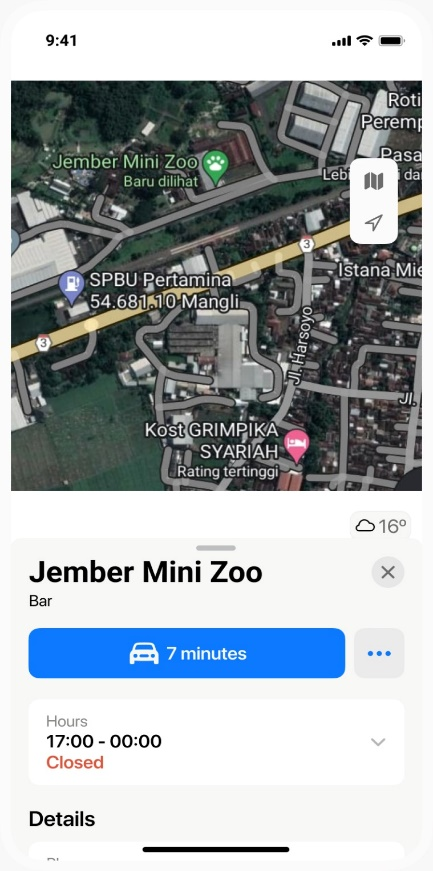 9:41
Roti
Peremp
Jember Mini Zoo
Baru dilihat
Pasa
Lebi
i dar
3
Istana Mie
SPBU Pertamina
54.681.10 Mangli
3
Jl. Harsoyo
Jl.
Kost GRIMPIKA
SYARIAH
Rating tertinggi
16°
Jember Mini Zoo
Bar
7 minutes
Hours
17:00 - 00:00
Closed
Details